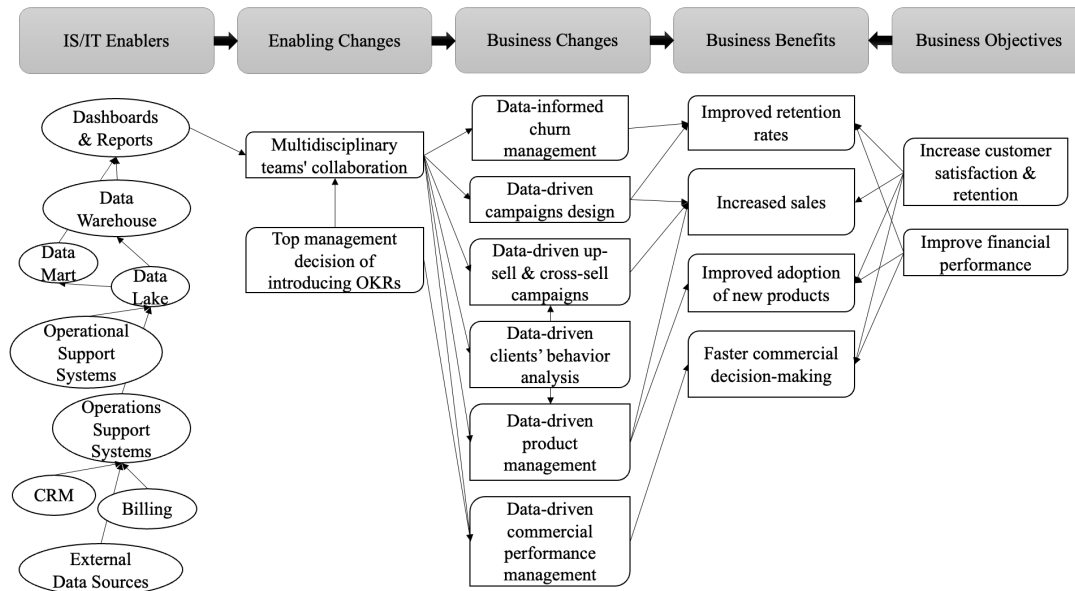 IS/IT Enablers
Enabling Changes
Business Changes
Business Benefits
Business Objectives
Dashboards
& Reports
Data
Warehouse
Data
Mart
Data
Lake
Operational
Support
Systems
Operations
Support
Systems
CRM
Billing
External
Data Sources
Multidisciplinary
teams' collaboration
Top management
decision of
introducing OKRs
Data-informed
churn
management
Data-driven
campaigns design
Data-driven up-
sell & cross-sell
campaigns
Data-driven
clients’ behavior
analysis
Data-driven
product
management
Data-driven
commercial
performance
management
Improved retention
rates
Increased sales
Improved adoption
of new products
Faster commercial
decision-making
Increase customer
satisfaction &
retention
Improve financial
performance